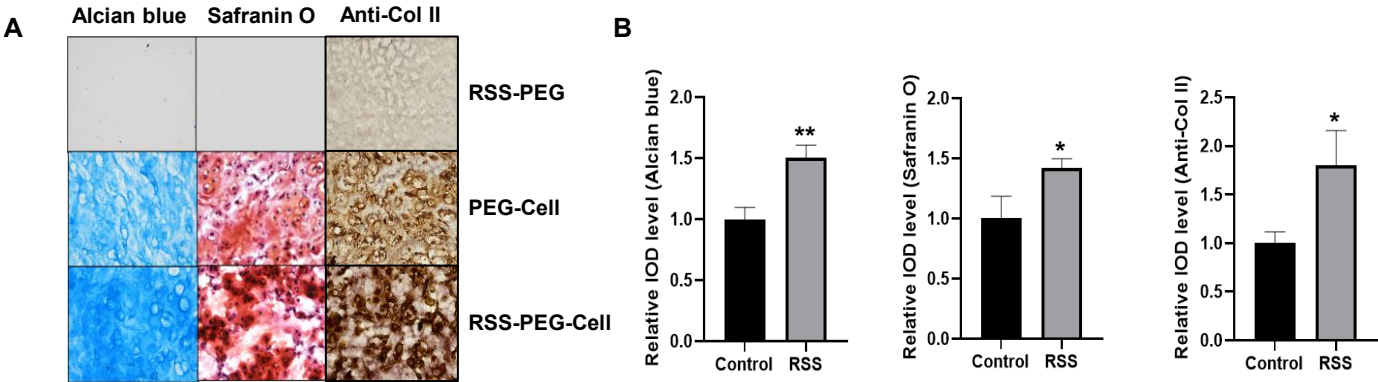 A
Alcian blue Safranin O Anti-Col II
RSS-PEG
PEG-Cell
RSS-PEG-Cell
B
Relative IOD level (Alcian blue)
2.0
1.5
1.0
0.5
0.0
**
Control RSS
Relative IOD level (Safranin O)
2.0
1.5
1.0
0.5
0.0
*
Control RSS
Relative IOD level (Anti-Col II)
2.5
2.0
1.5
1.0
0.5
0.0
*
Control RSS